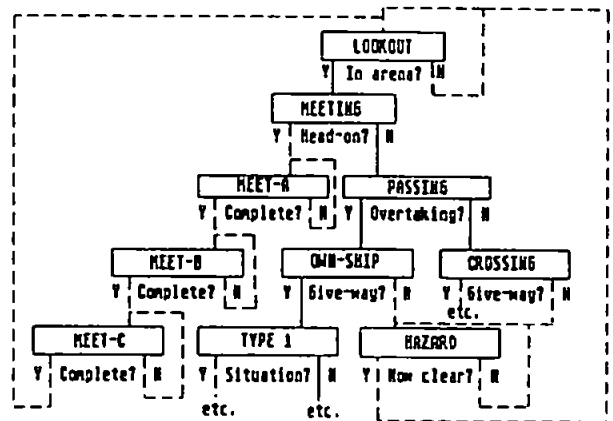 LOOKOUT
Y In arena? N
MEETING
Y Head-on? N
MEET-A PASSING
Y Complete? N Y Overtaking? N
MEET-B OWN-SHIP CROSSING
Y Complete? N Y Give-way? N Y Give-way? N
etc.
MEET-C TYPE 1 HAZARD
Y Complete? N Y Situation? N Y Now clear? N
etc. etc.